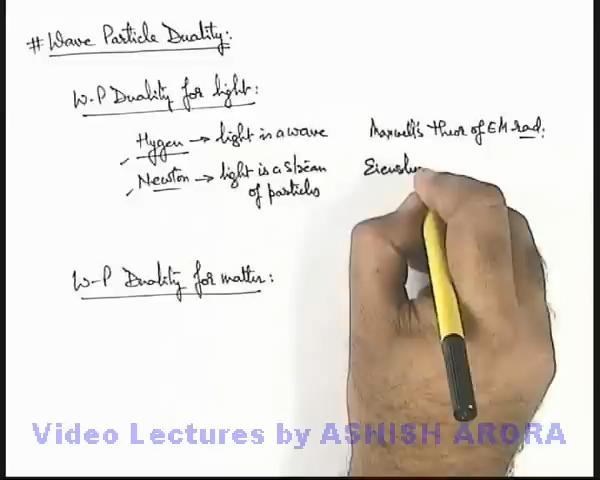 # Wave Particle Duality:
W-P Duality for light:
Hygen → light is a wave
Maxwell's theor of EM rad.
Newton → light is a stream
of particles
W-P Duality for matter:
Video Lectures by ASHISH ARORA